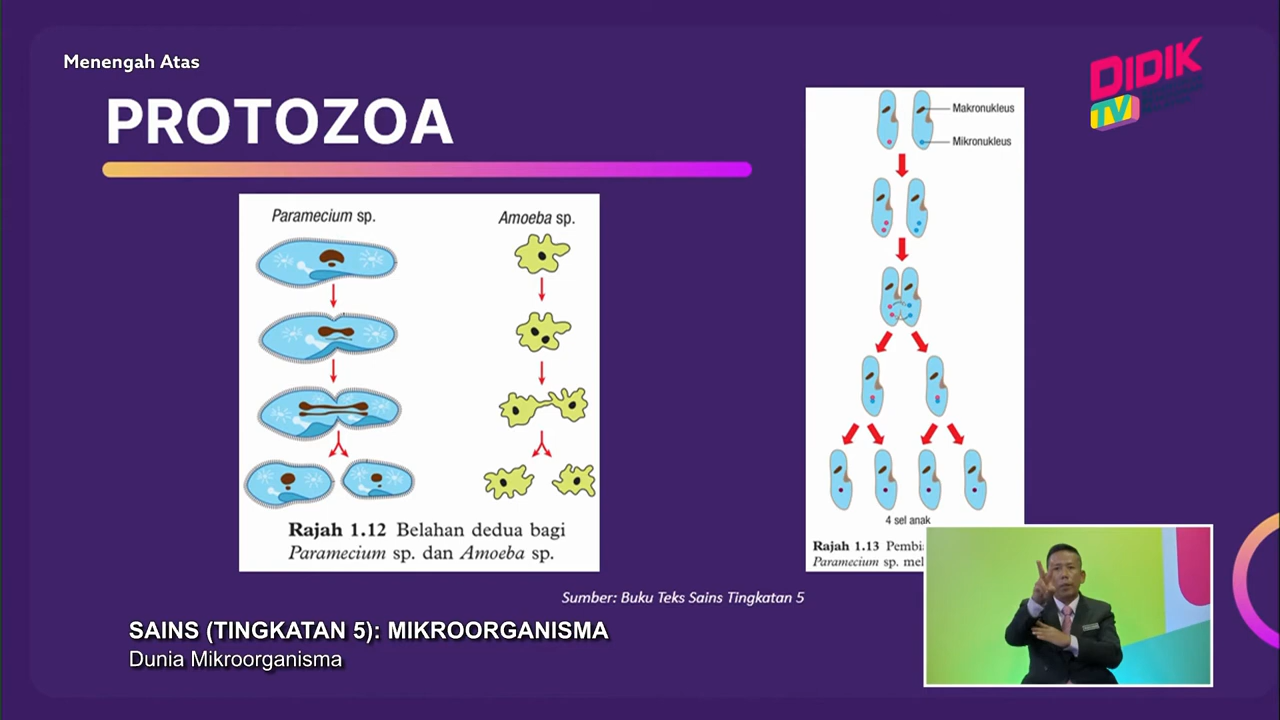 Menengah Atas
DIDIK
TV
PROTOZOA
Paramecium sp.
Amoeba sp.
Rajah 1.12 Belahan dedua bagi
Paramecium sp. dan Amoeba sp.
Makronukleus
Mikronukleus
4 sel anak
Rajah 1.13
Paramecium sp.
Sumber: Buku Teks Sains Tingkatan 5
SAINS (TINGKATAN 5): MIKROORGANISMA
Dunia Mikroorganisma